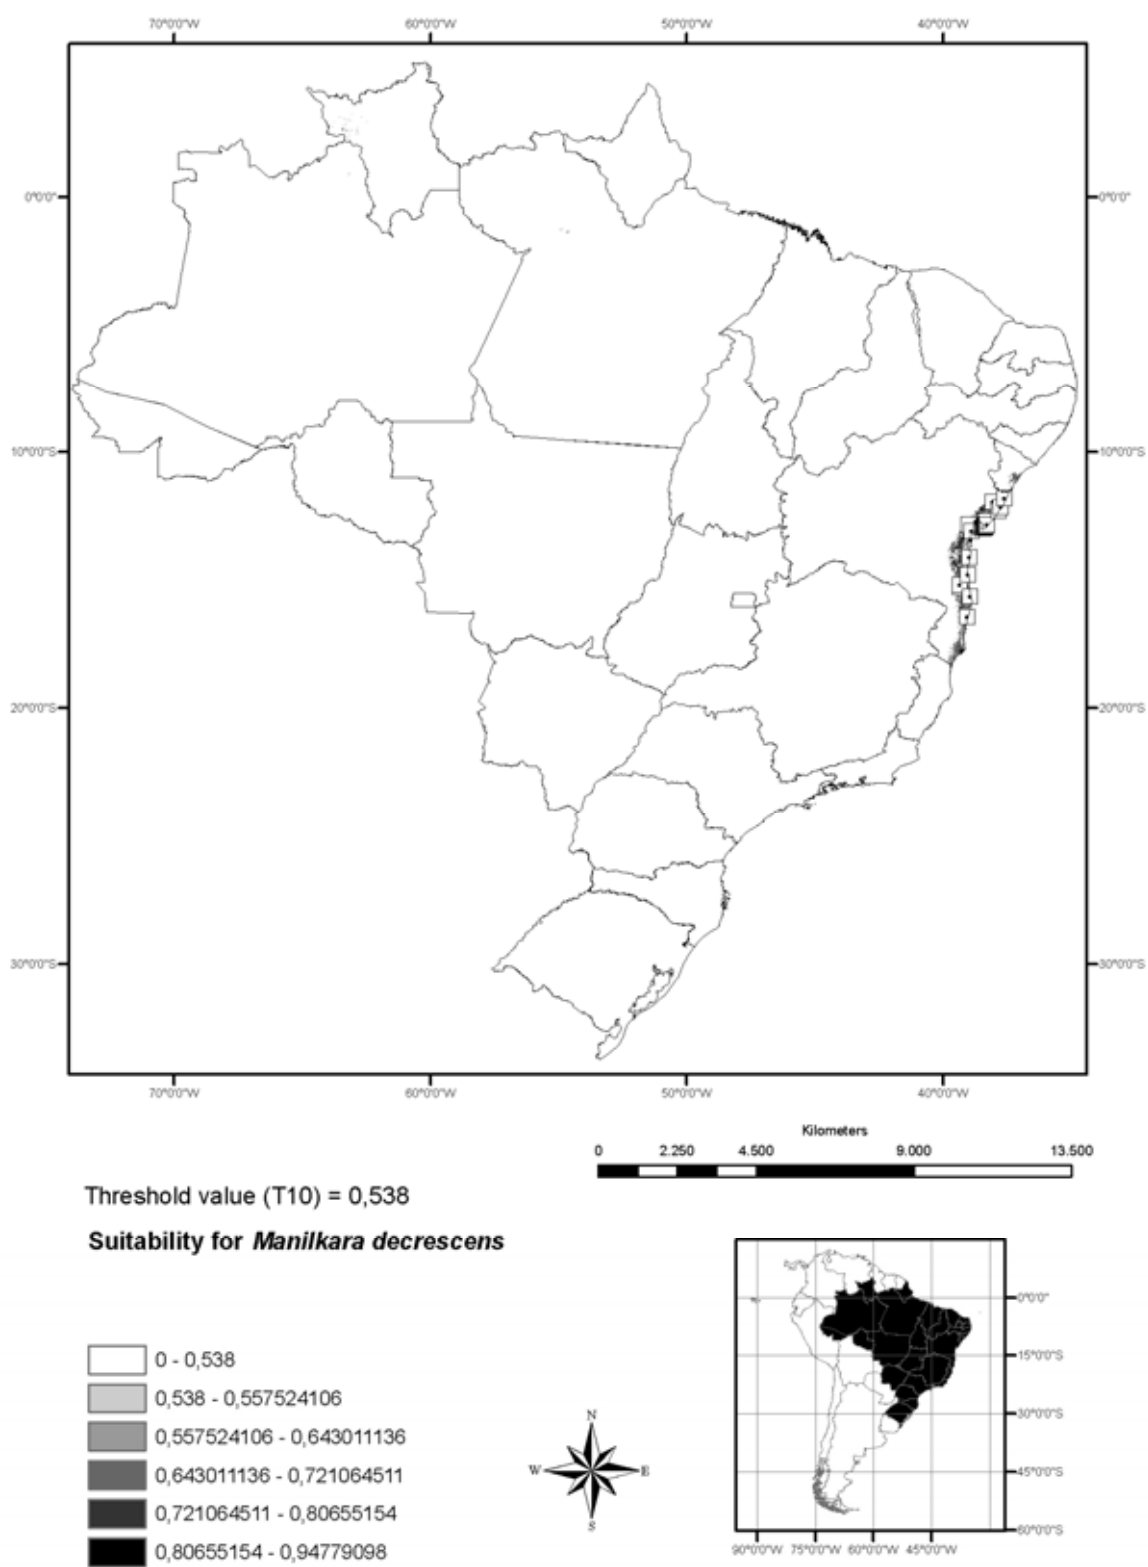 70°0'0"W 60°0'0"W 50°0'0"W 40°0'0"W
0°0'0" 0°0'0"
10°0'0"S 10°0'0"S
20°0'0"S 20°0'0"S
30°0'0"S 30°0'0"S
70°0'0"W 60°0'0"W 50°0'0"W 40°0'0"W
Kilometers
0 2.250 4.500 9.000 13.500
Threshold value (T10) = 0,538
Suitability for Manilkara decrescens
0 - 0,538
0,538 - 0,557524106
0,557524106 - 0,643011136
0,643011136 - 0,721064511
0,721064511 - 0,80655154
0,80655154 - 0,94779098
N
W E
S
0°0'0"
15°0'0"S
30°0'0"S
45°0'0"S
60°0'0"S
90°0'0"W 75°0'0"W 60°0'0"W 45°0'0"W